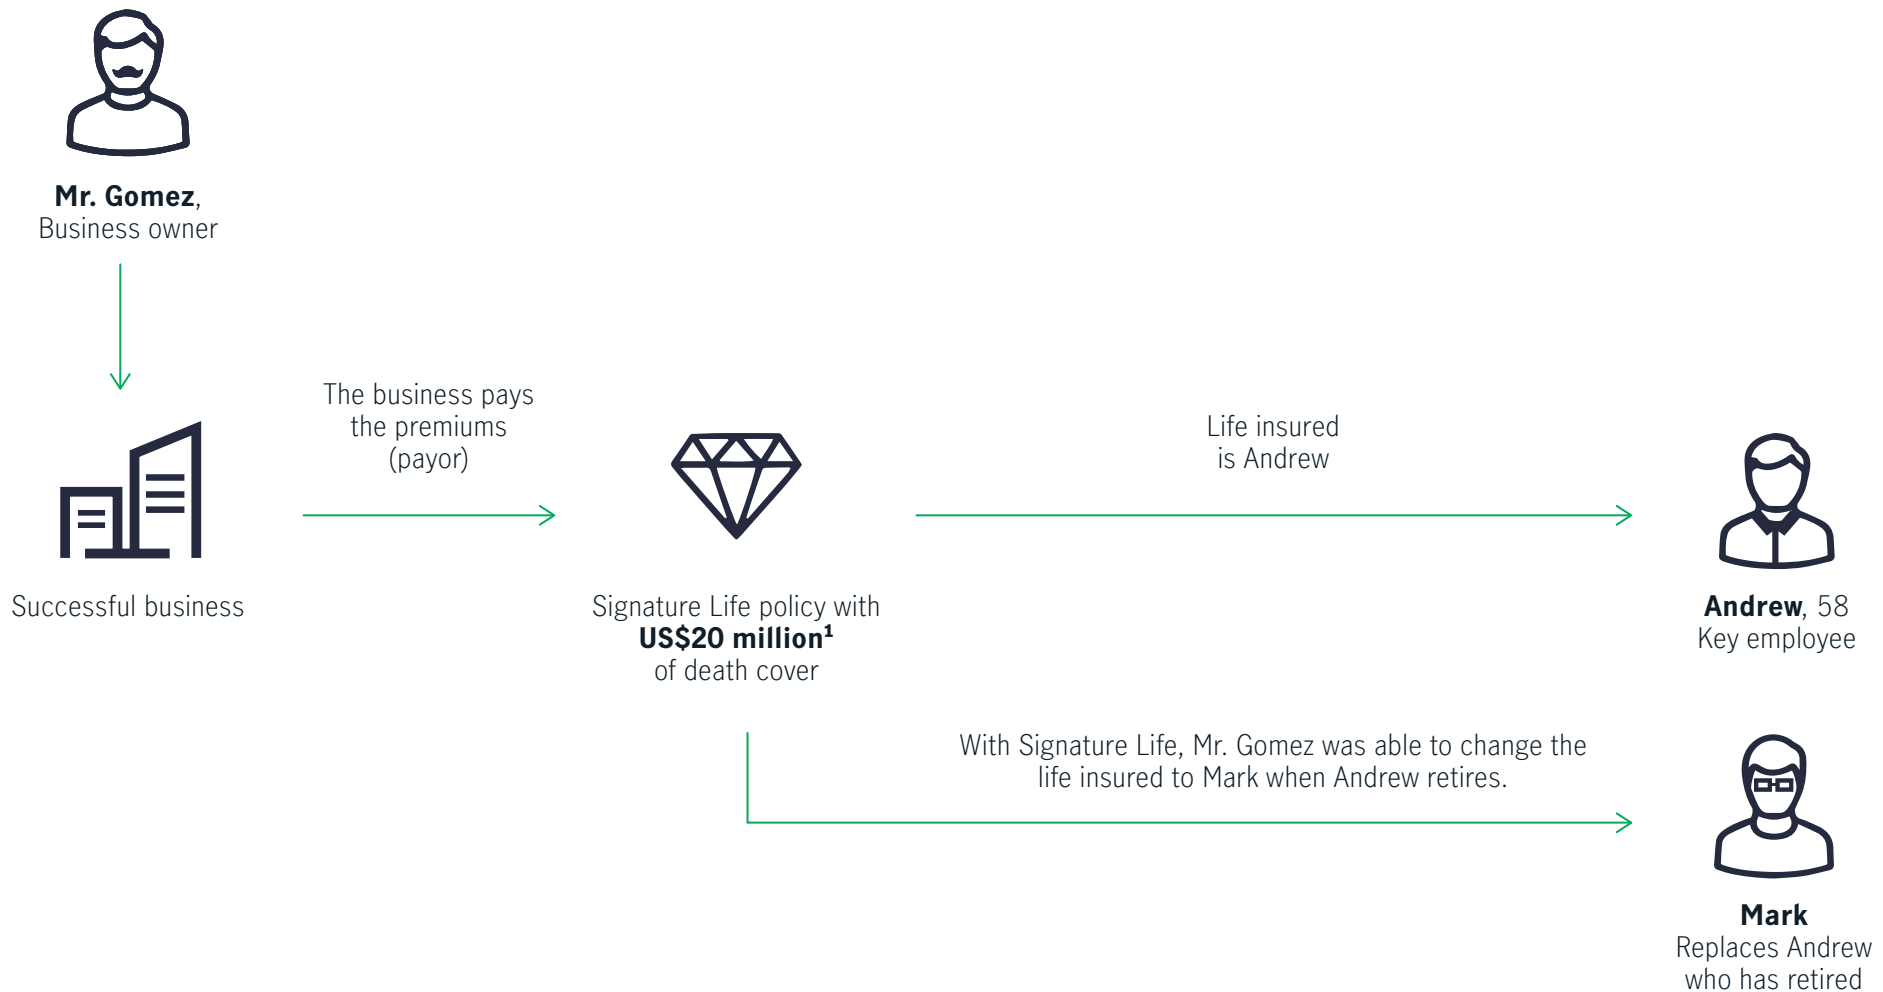 Mr. Gomez,
Business owner
The business pays
the premiums
(payor)
Successful business
Signature Life policy with
US$20 million¹
of death cover
Life insured
is Andrew
Andrew, 58
Key employee
With Signature Life, Mr. Gomez was able to change the
life insured to Mark when Andrew retires.
Mark
Replaces Andrew
who has retired